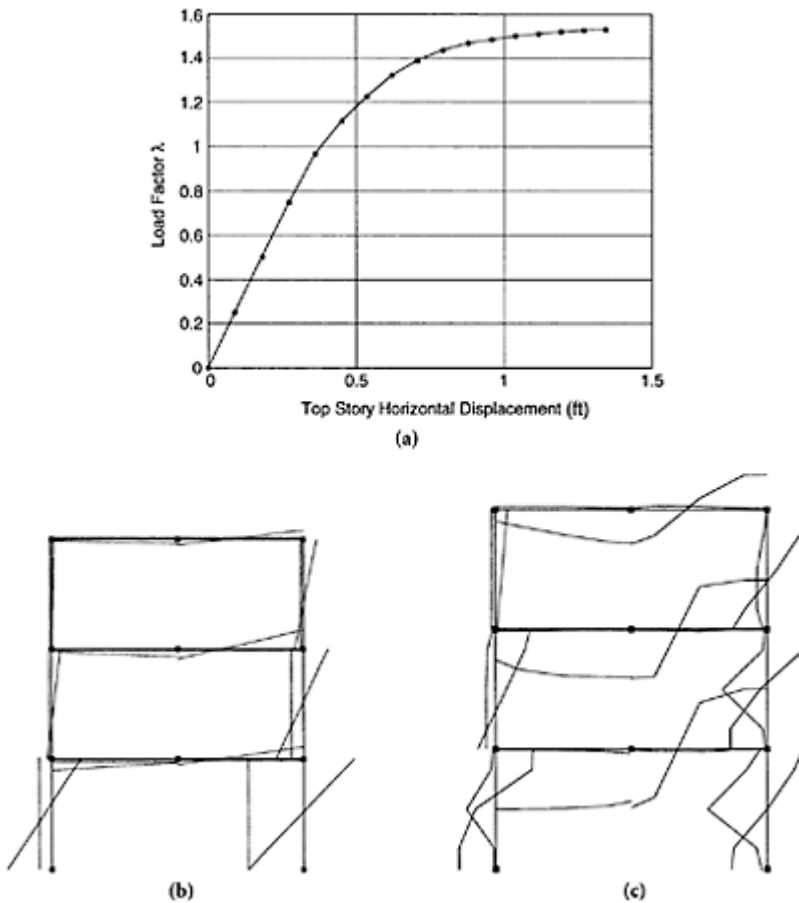 1.6
1.4
1.2
1
0.8
0.6
0.4
0.2
0
Load Factor λ
0 0.5 1 1.5
Top Story Horizontal Displacement (ft)
(a)
(b) (c)